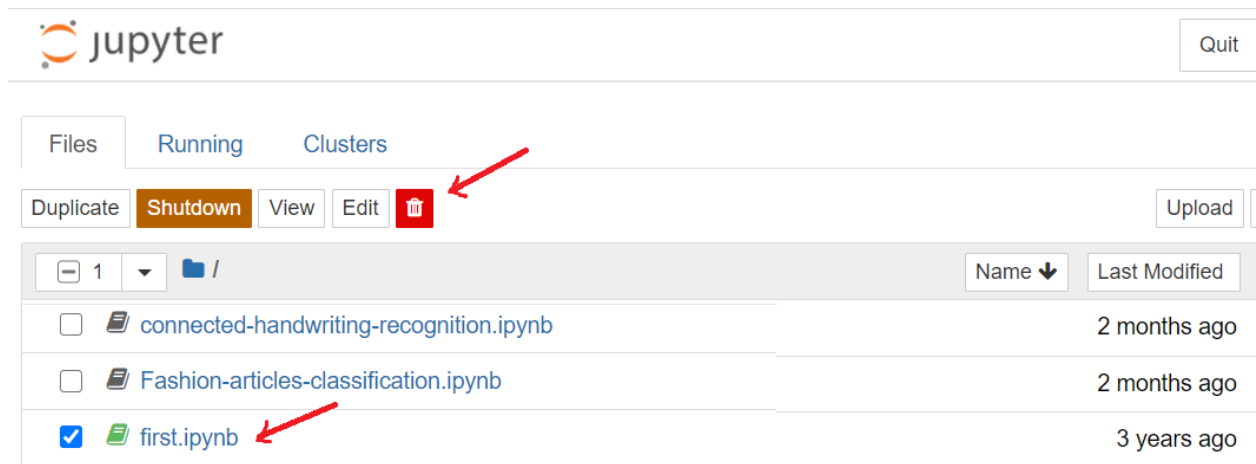 jupyter Quit
Files Running Clusters
Duplicate Shutdown View Edit Upload
1 / Name Last Modified
connected-handwriting-recognition.ipynb 2 months ago
Fashion-articles-classification.ipynb 2 months ago
first.ipynb 3 years ago